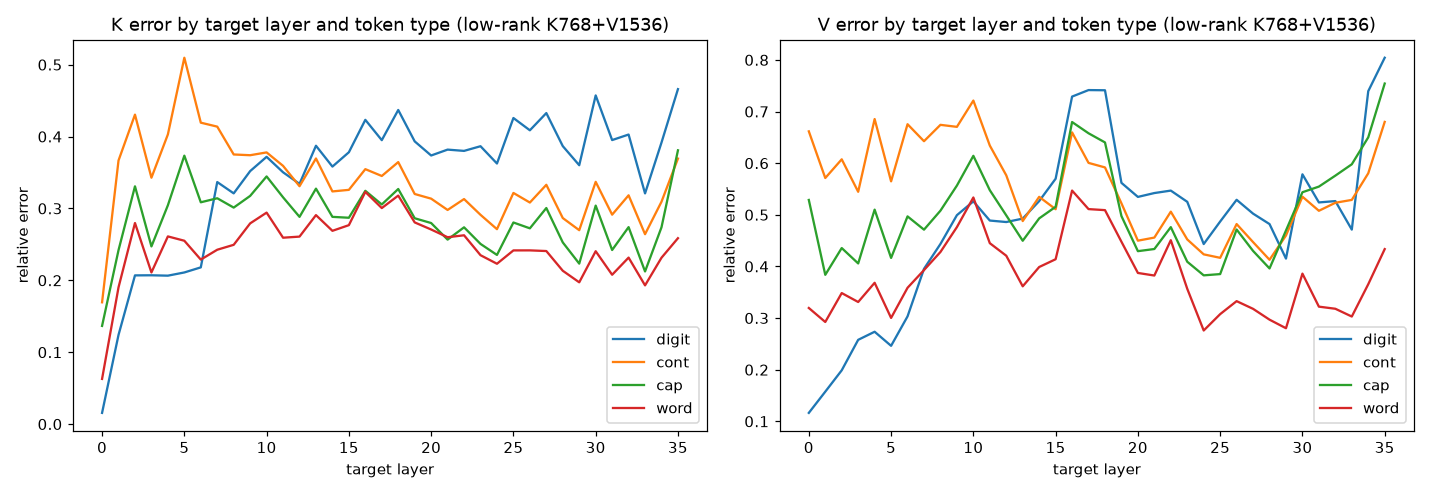 K error by target layer and token type (low-rank K768+V1536)
relative error
0.5
0.4
0.3
0.2
0.1
0.0
0 5 10 15 20 25 30 35
target layer
digit
cont
cap
word
V error by target layer and token type (low-rank K768+V1536)
relative error
0.8
0.7
0.6
0.5
0.4
0.3
0.2
0.1
0 5 10 15 20 25 30 35
target layer
digit
cont
cap
word